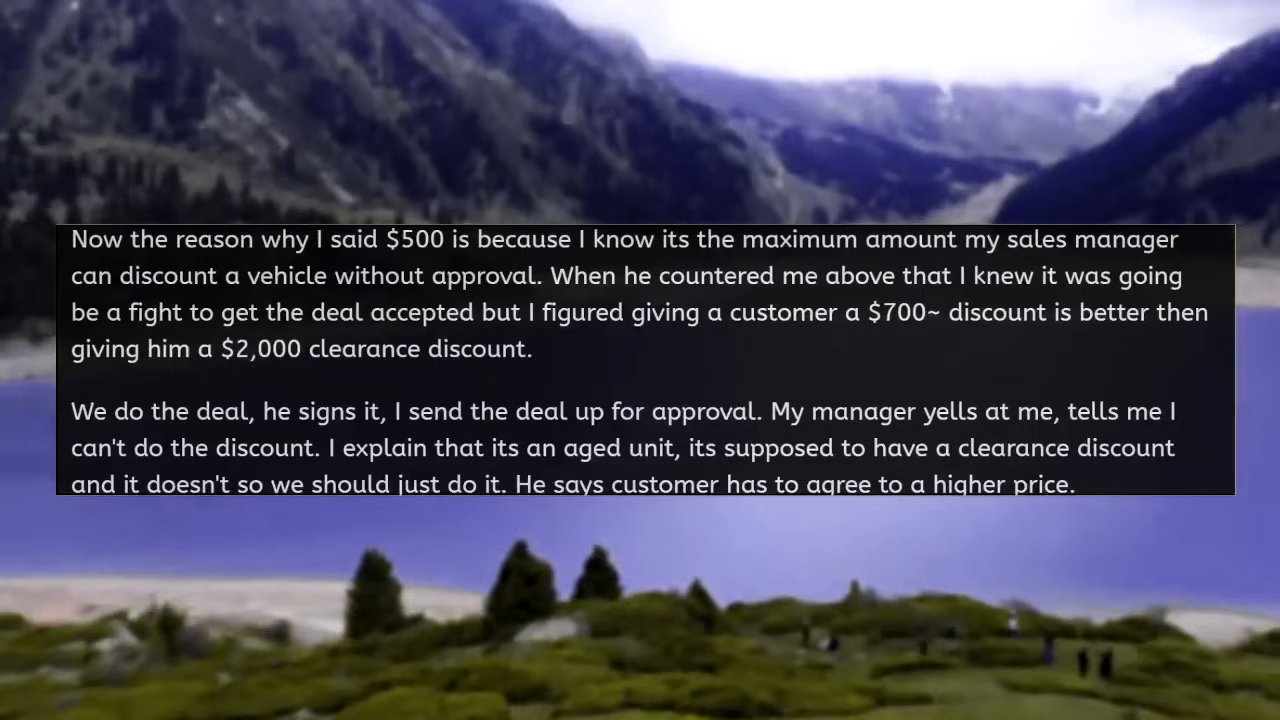 Now the reason why I said $500 is because I know its the maximum amount my sales manager
can discount a vehicle without approval. When he countered me above that I knew it was going
be a fight to get the deal accepted but I figured giving a customer a $700~ discount is better then
giving him a $2,000 clearance discount.
We do the deal, he signs it, I send the deal up for approval. My manager yells at me, tells me I
can't do the discount. I explain that its an aged unit, its supposed to have a clearance discount
and it doesn't so we should just do it. He says customer has to agree to a higher price.